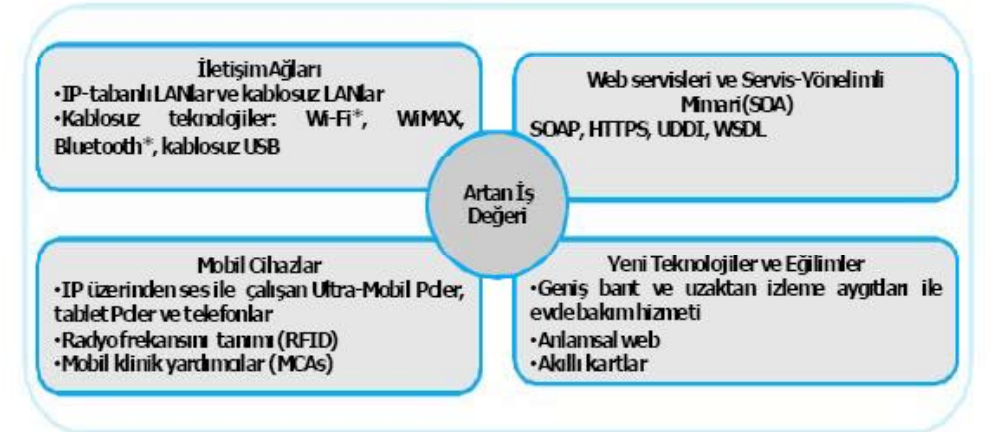 İletişim Ağları
•IP-tabanlı LANlar ve kablosuz LANlar
•Kablosuz teknolojiler: Wi-Fi*, WiMAX,
Bluetooth*, kablosuz USB
Web servisleri ve Servis-Yönelimli
Mimari(SOA)
SOAP, HTTPS, UDDI, WSDL
Artan İş
Değeri
Mobil Cihazlar
•IP üzerinden ses ile çalışan Ultra-Mobil Pcler,
tablet Pcler ve telefonlar
•Radyo frekansını tanımı (RFID)
•Mobil klinik yardımcılar (MCAs)
Yeni Teknolojiler ve Eğilimler
•Geniş bant ve uzaktan izleme aygıtları ile
evde bakım hizmeti
•Anlamsal web
•Akıllı kartlar